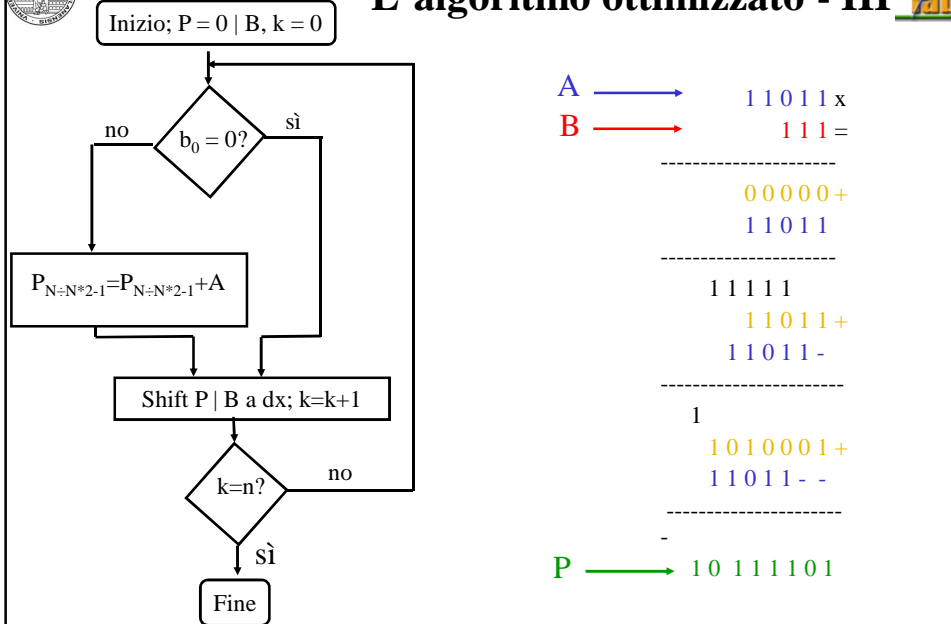 L'algoritmo ottimizzato - III
Inizio; P = 0 | B, k = 0
b0 = 0?
no
sì
PN÷N*2-1=PN÷N*2-1+A
Shift P | B a dx; k=k+1
k=n?
no
sì
Fine
A
1 1 0 1 1 x
B
1 1 1 =
----------------------
0 0 0 0 0 +
1 1 0 1 1
----------------------
1 1 1 1 1
1 1 0 1 1 +
1 1 0 1 1 -
-----------------------
1
1 0 1 0 0 0 1 +
1 1 0 1 1 - -
----------------------
-
P
1 0 1 1 1 1 0 1